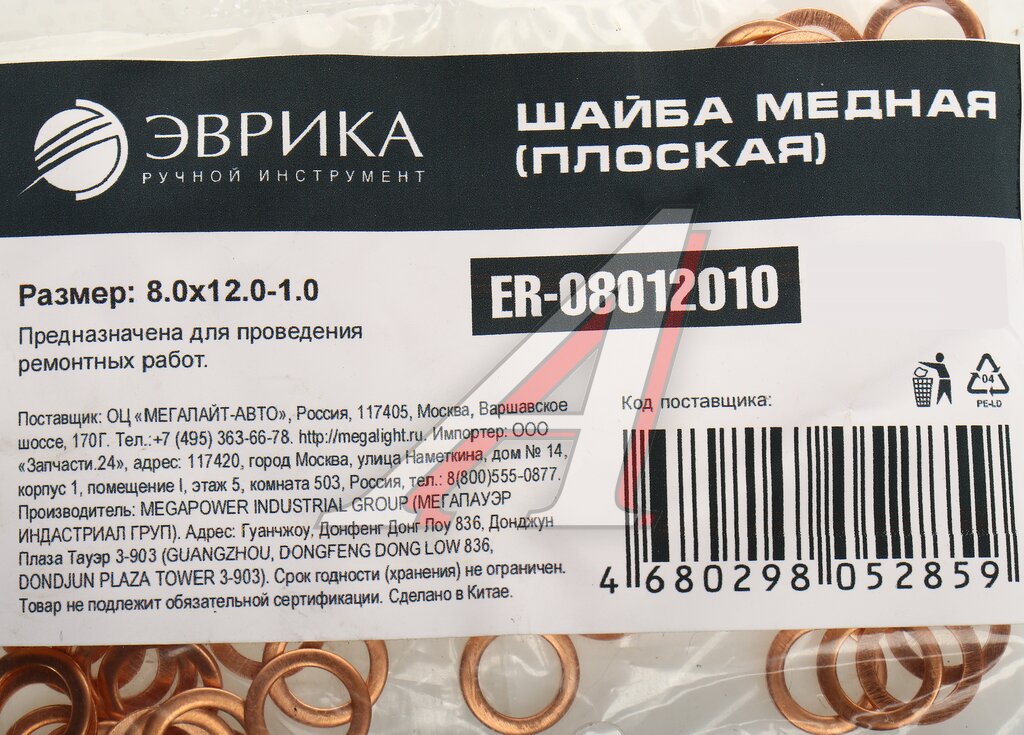 ЭВРИКА
РУЧНОЙ ИНСТРУМЕНТ
ШАЙБА МЕДНАЯ
(ПЛОСКАЯ)
Размер: 8.0x12.0-1.0
ER-08012010
Предназначена для проведения
ремонтных работ.
Поставщик: ОЦ «МЕГАЛАЙТ-АВТО», Россия, 117405, Москва, Варшавское
шоссе, 170Г. Тел.:+7 (495) 363-66-78. http://megalight.ru. Импортер: ООО
«Запчасти.24», адрес: 117420, город Москва, улица Наметкина, дом № 14,
корпус 1, помещение I, этаж 5, комната 503, Россия, тел.: 8(800)555-0877.
Производитель: MEGAPOWER INDUSTRIAL GROUP (МЕГАПАУЭР
ИНДАСТРИАЛ ГРУП). Адрес: Гуанчжоу, Донфенг Донг Лоу 836, Донджун
Плаза Тауэр 3-903 (GUANGZHOU, DONGFENG DONG LOW 836,
DONDJUN PLAZA TOWER 3-903). Срок годности (хранения) не ограничен.
Товар не подлежит обязательной сертификации. Сделано в Китае.
Код поставщика:
04
PE-LD
4 680298 052859